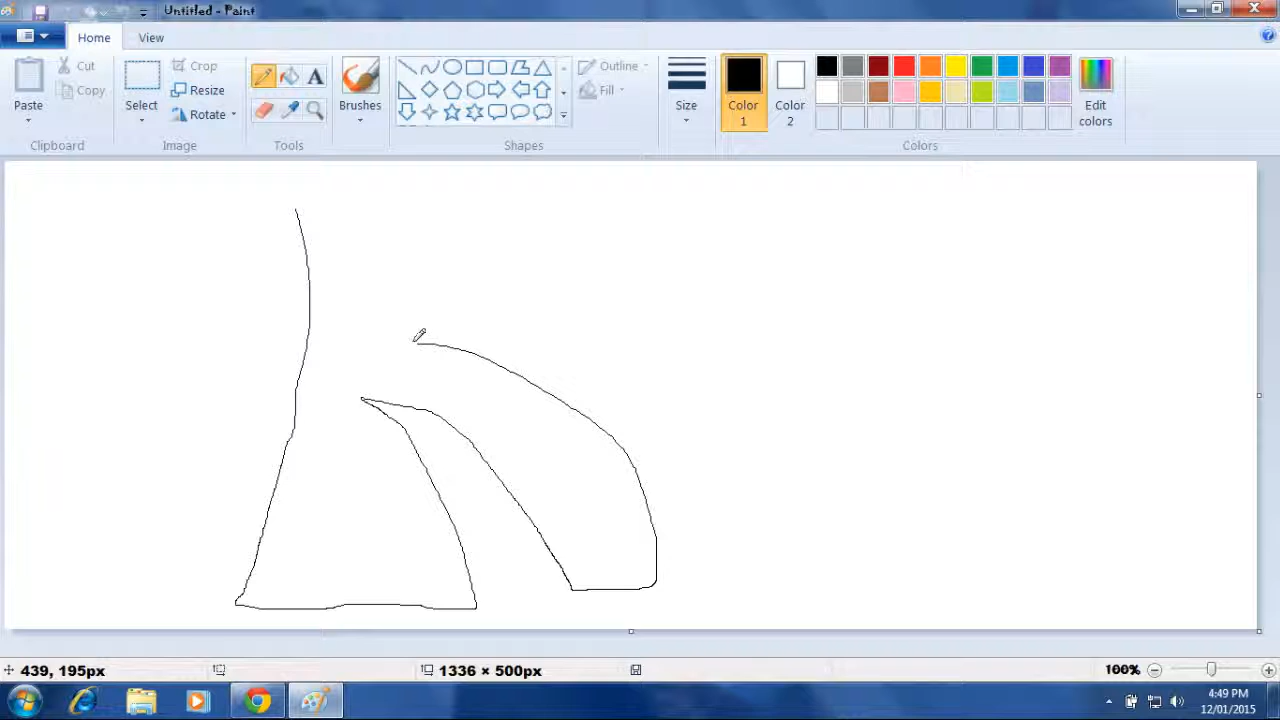 Untitled - Paint
Home
View
Paste
Cut
Copy
Clipboard
Select
Crop
Resize
Rotate
Image
A
Tools
Brushes
Outline
Fill
Shapes
Size
Color
1
Color
2
Edit
colors
Colors
439, 195px
1336 × 500px
100%
4:49 PM
12/01/2015